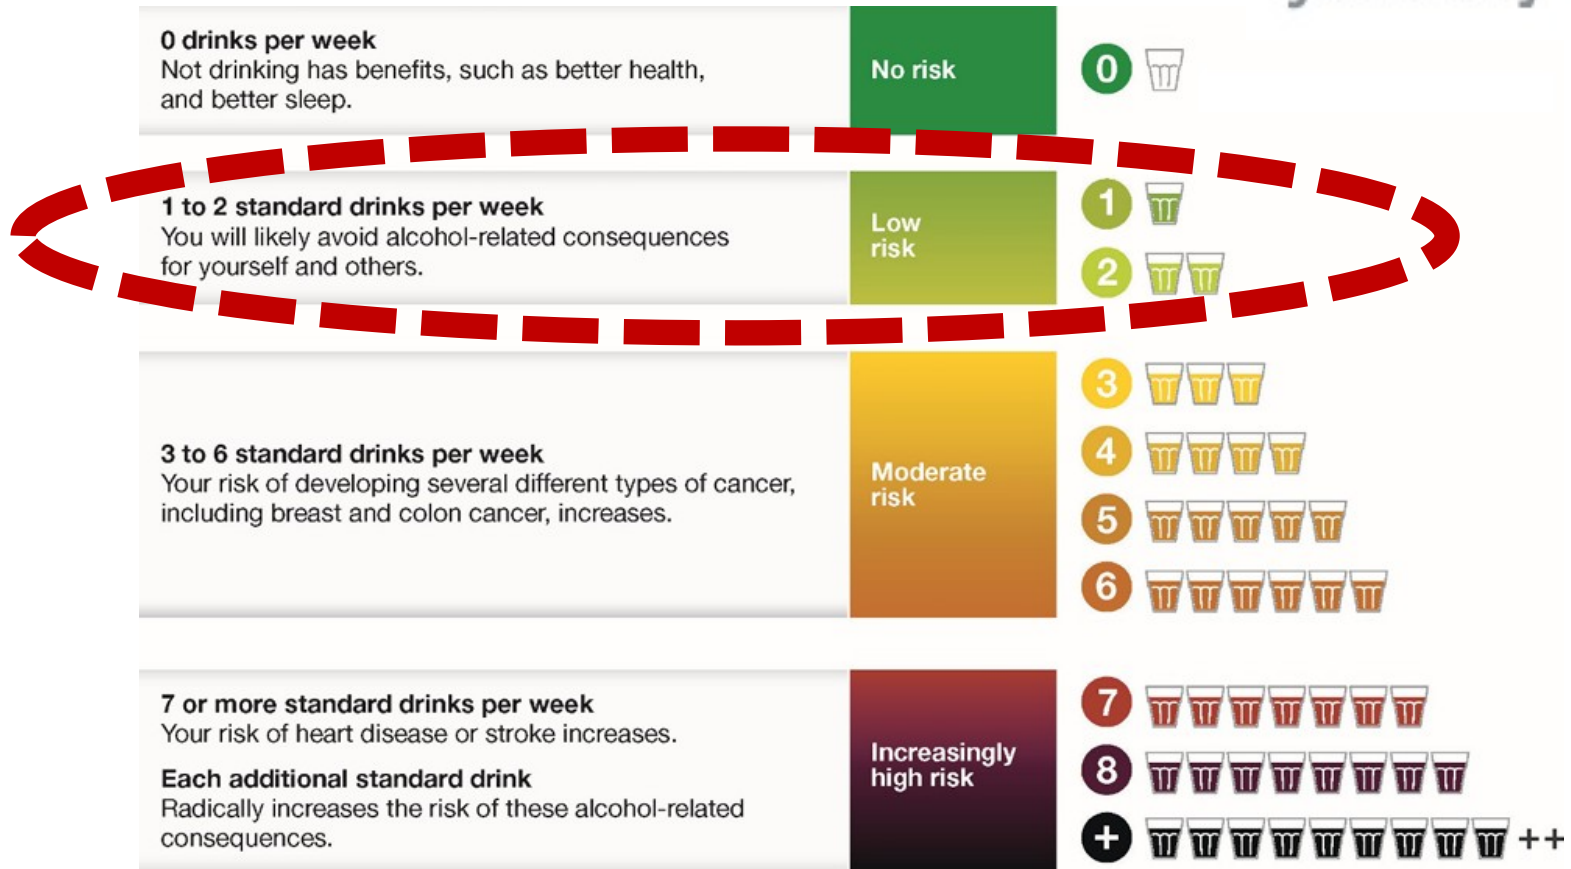 0 drinks per week
Not drinking has benefits, such as better health,
and better sleep.
No risk
0
1 to 2 standard drinks per week
You will likely avoid alcohol-related consequences
for yourself and others.
Low
risk
1
2
3 to 6 standard drinks per week
Your risk of developing several different types of cancer,
including breast and colon cancer, increases.
Moderate
risk
3
4
5
6
7 or more standard drinks per week
Your risk of heart disease or stroke increases.
Each additional standard drink
Radically increases the risk of these alcohol-related
consequences.
Increasingly
high risk
7
8
+
++